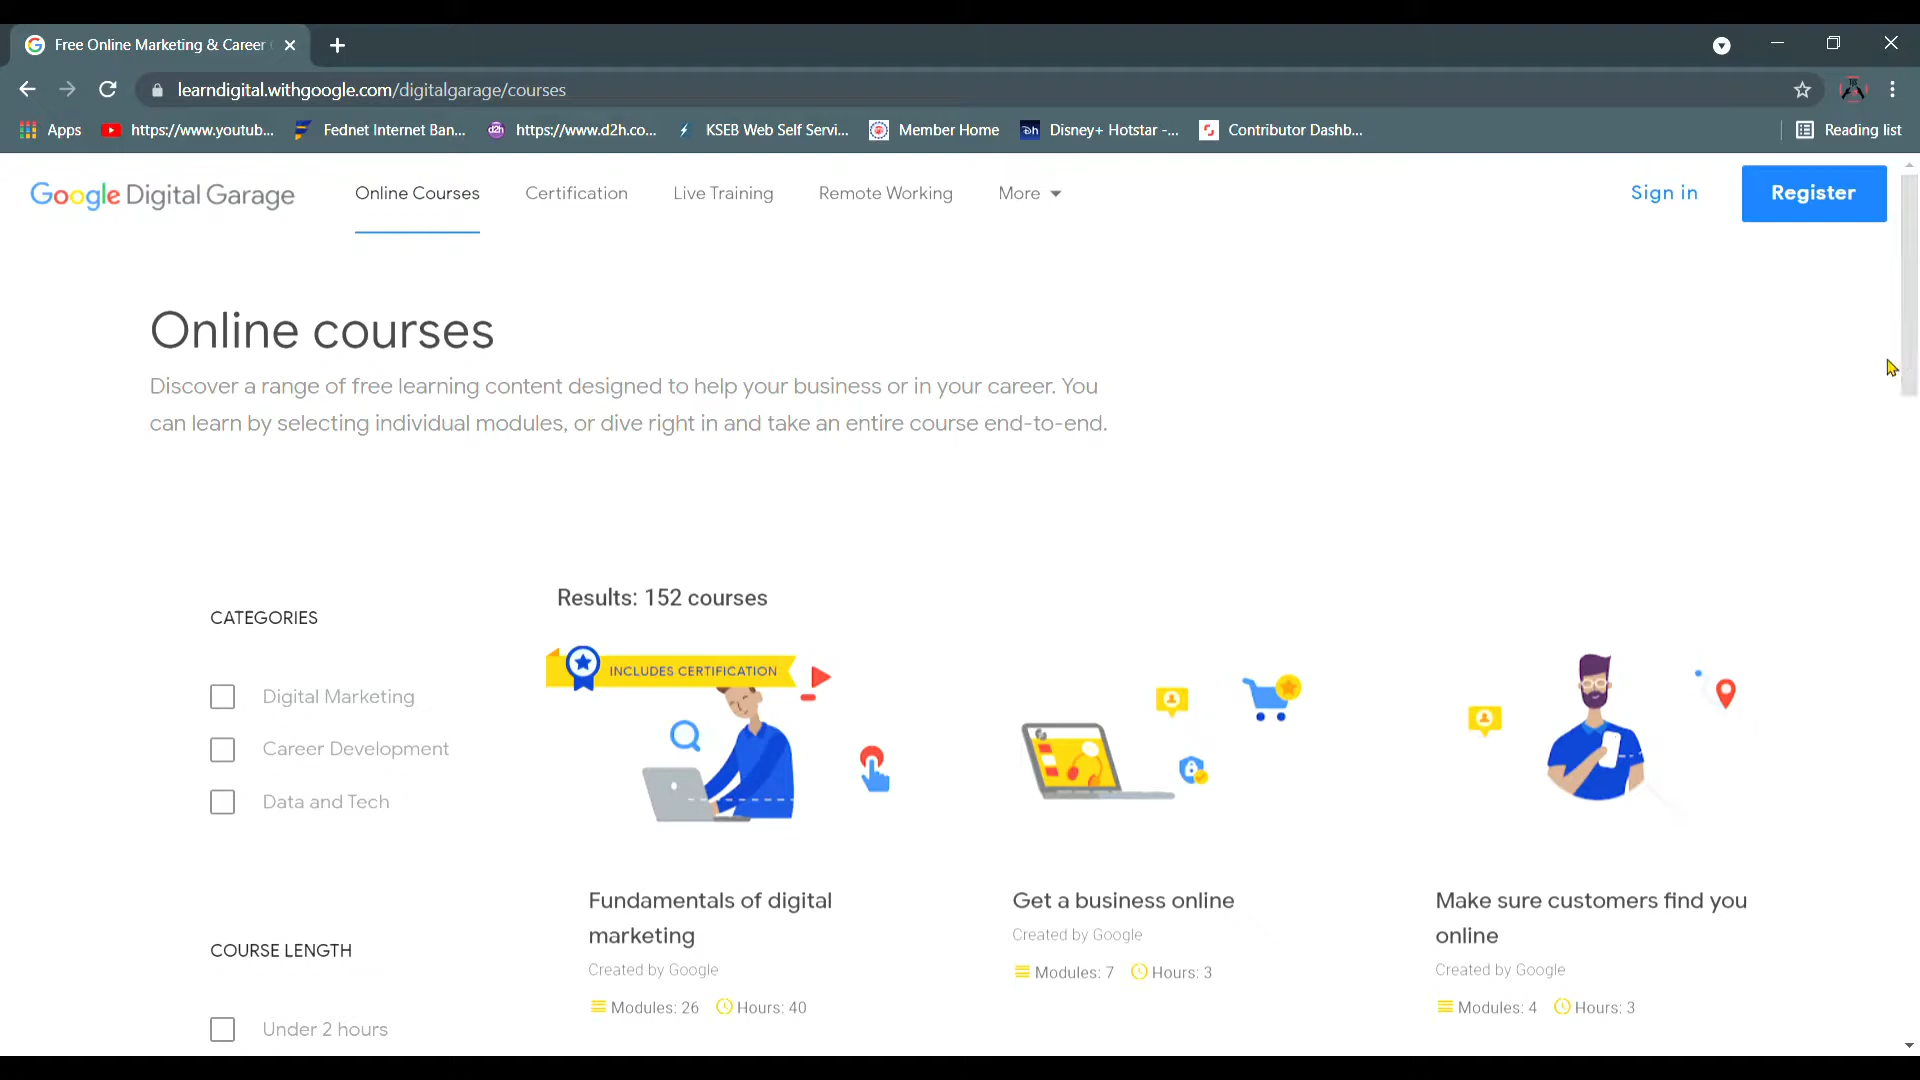 Free Online Marketing & Career
learndigital.withgoogle.com/digitalgarage/courses
Apps https://www.youtub... Fednet Internet Ban... d2h https://www.d2h.co... KSEB Web Self Servi... Member Home Disney+ Hotstar -... Contributor Dashb... Reading list
Google Digital Garage Online Courses Certification Live Training Remote Working More Sign in Register
Online courses
Discover a range of free learning content designed to help your business or in your career. You
can learn by selecting individual modules, or dive right in and take an entire course end-to-end.
Results: 152 courses
CATEGORIES
INCLUDES CERTIFICATION
Digital Marketing
Career Development
Data and Tech
Fundamentals of digital
marketing
Created by Google
Modules: 26 Hours: 40
Get a business online
Created by Google
Modules: 7 Hours: 3
Make sure customers find you
online
Created by Google
Modules: 4 Hours: 3
COURSE LENGTH
Under 2 hours